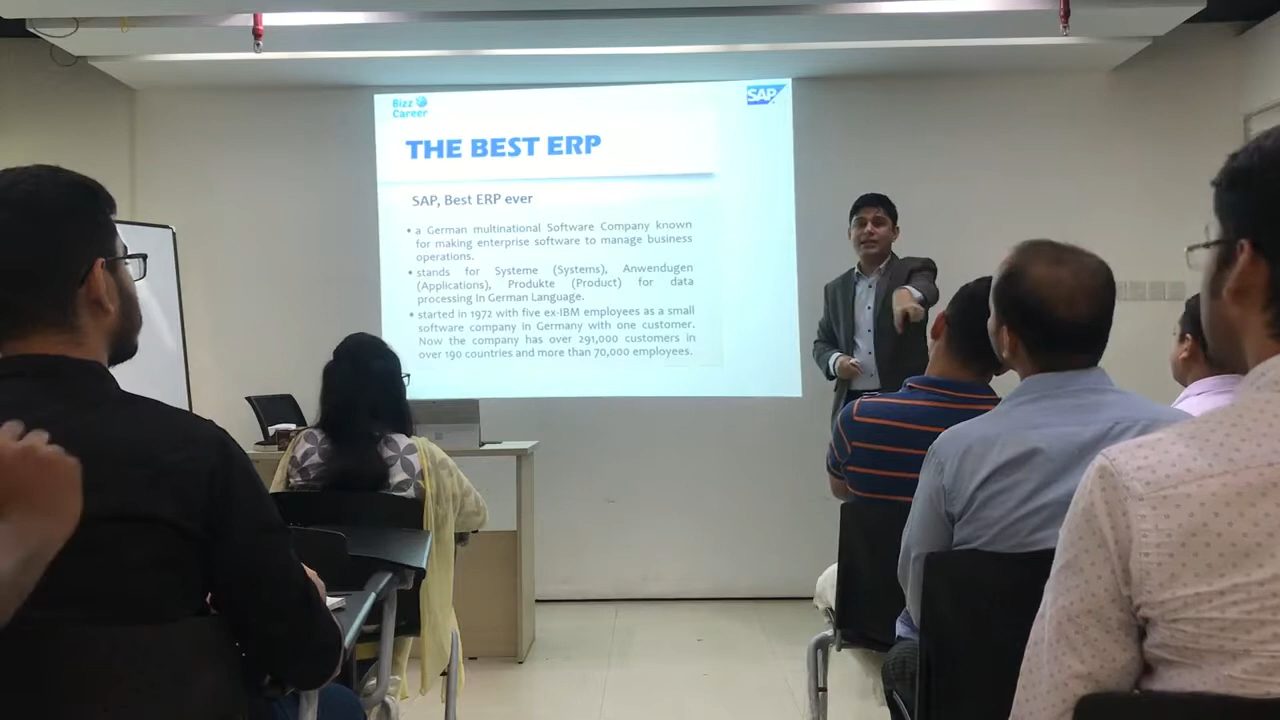 Bizz
Career
SAP
THE BEST ERP
SAP, Best ERP ever
• a German multinational Software Company known
for making enterprise software to manage business
operations.
• stands for Systeme (Systems), Anwendugen
(Applications), Produkte (Product) for data
processing In German Language.
• started in 1972 with five ex-IBM employees as a small
software company in Germany with one customer.
Now the company has over 291,000 customers in
over 190 countries and more than 70,000 employees.